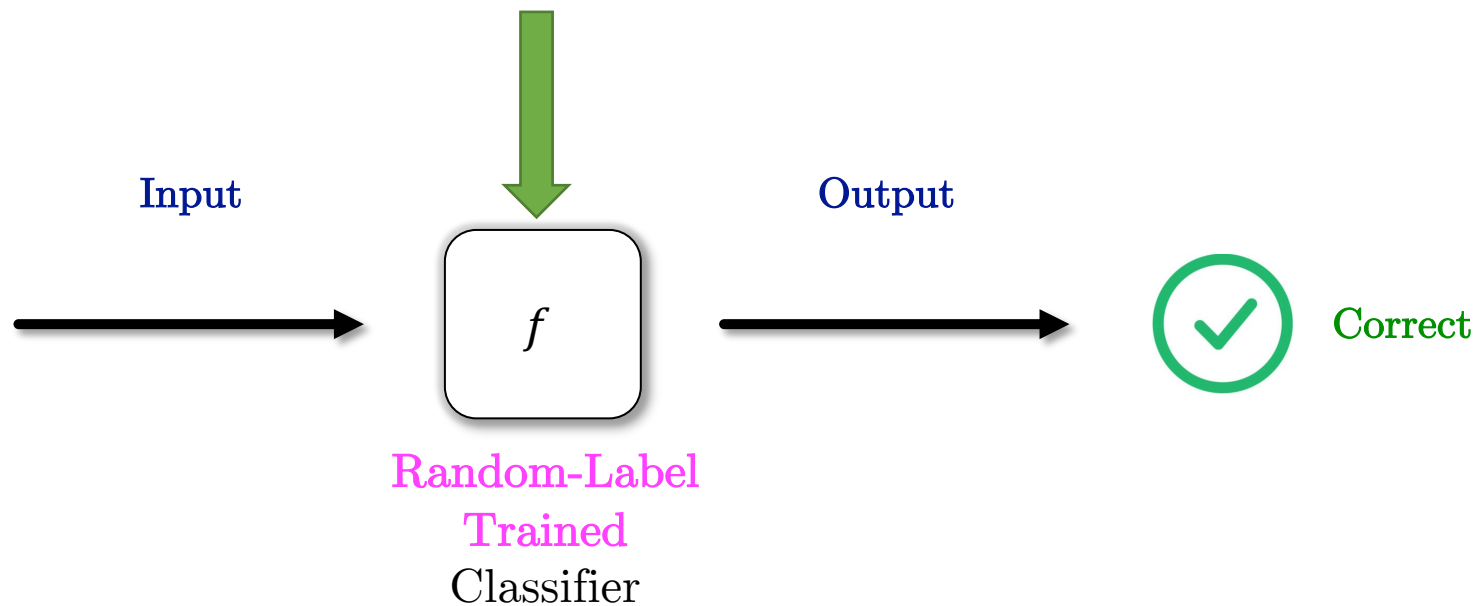 Input
Output
f
Correct
Random-Label
Trained
Classifier